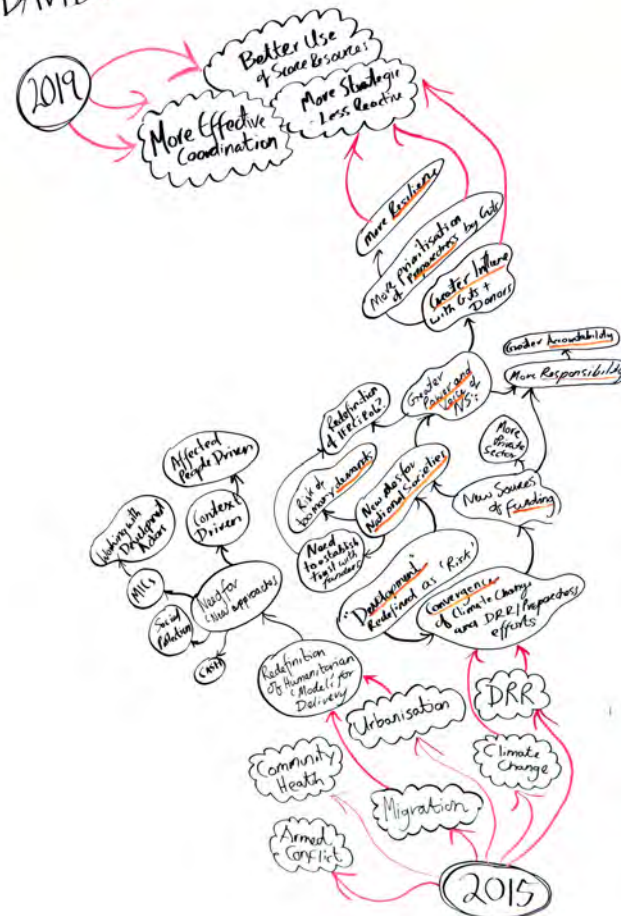 DAVID
2019
Better Use
of Scarce Resources
More Strategic
- Less Reactive
More Effective
Coordination
More Resilience
More prioritisation
of Preparedness by Gvts
Greater Influence
with Gvts +
Donors
Greater Accountability
More Responsibility
Greater
Power and
Voice of
NS's
Redefinition
of IFRC's Role?
More
Private
Sector
Affected
People Driven
Risk of
too many demands
New roles for
National Societies
New Sources
of Funding
Context
Driven
Working with
Development
Actors
Need
to establish
trust with
funders
"Development"
Redefined as 'Risk'
Convergence
of Climate Change
and DRR/Preparedness
efforts
MICs
Need for
'New' approaches
Social
Protection
Cash
Redefinition
of Humanitarian
'Model' for
Delivery
DRR
Urbanisation
Climate
Change
Community
Health
Migration
Armed
Conflict
2015